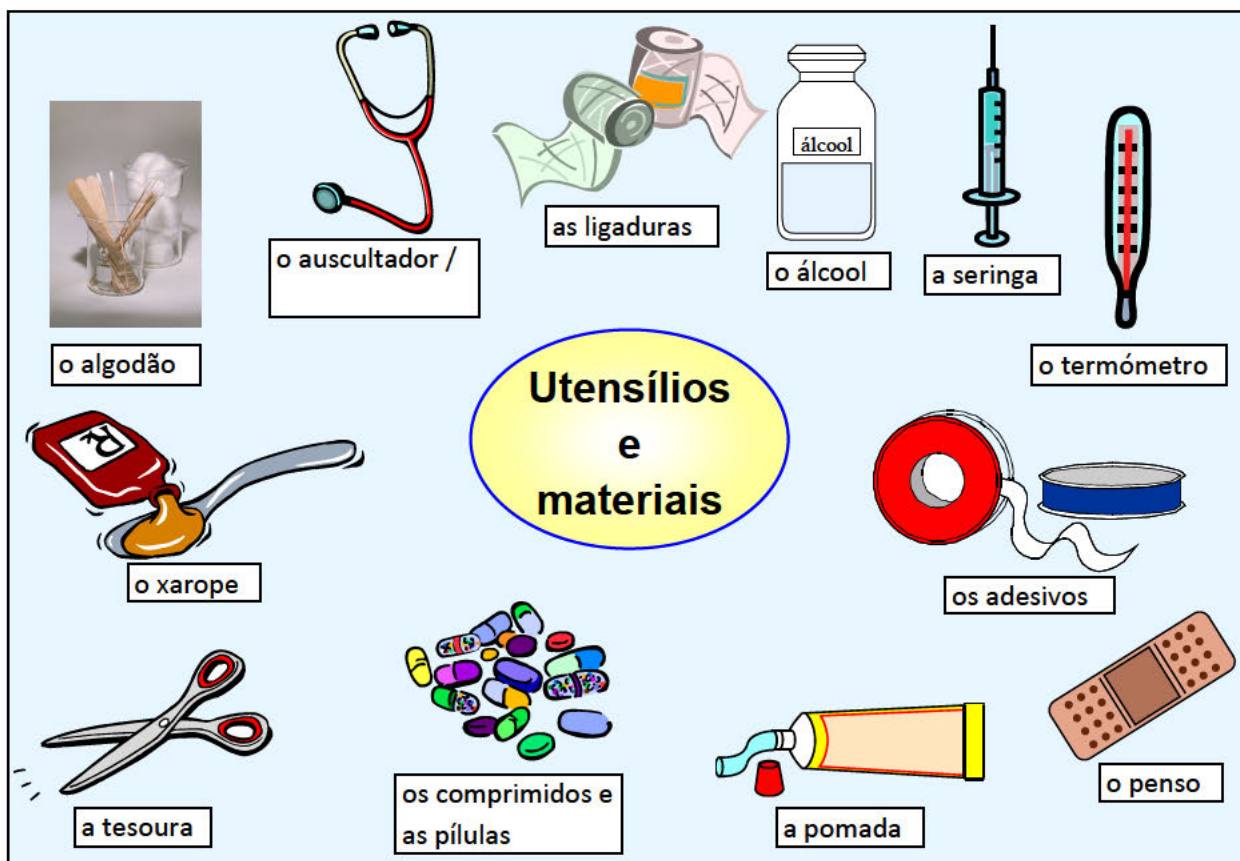 álcool
as ligaduras
o auscultador /
o álcool
a seringa
o algodão
o termómetro
Utensílios
e
materiais
Rx
o xarope
os adesivos
a tesoura
os comprimidos e
as pílulas
a pomada
o penso